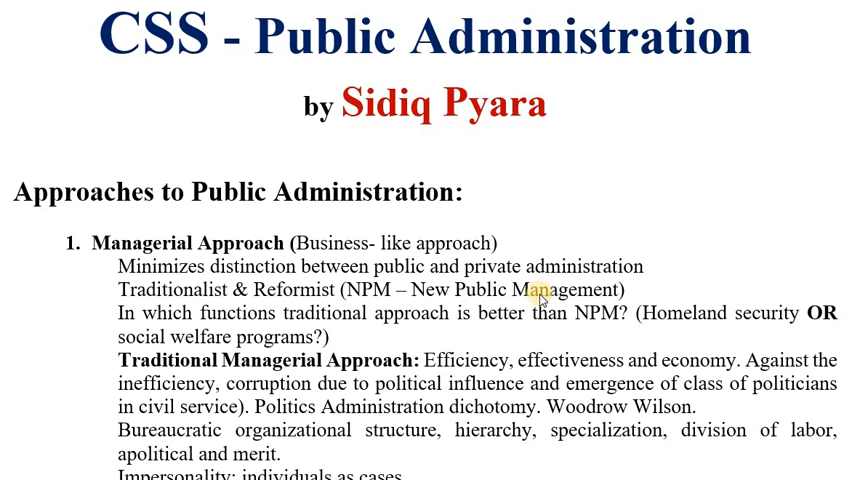 CSS - Public Administration
by Sidiq Pyara
Approaches to Public Administration:
1. Managerial Approach (Business- like approach)
Minimizes distinction between public and private administration
Traditionalist & Reformist (NPM – New Public Management)
In which functions traditional approach is better than NPM? (Homeland security OR
social welfare programs?)
Traditional Managerial Approach: Efficiency, effectiveness and economy. Against the
inefficiency, corruption due to political influence and emergence of class of politicians
in civil service). Politics Administration dichotomy. Woodrow Wilson.
Bureaucratic organizational structure, hierarchy, specialization, division of labor,
apolitical and merit.
Impersonality: individuals as cases